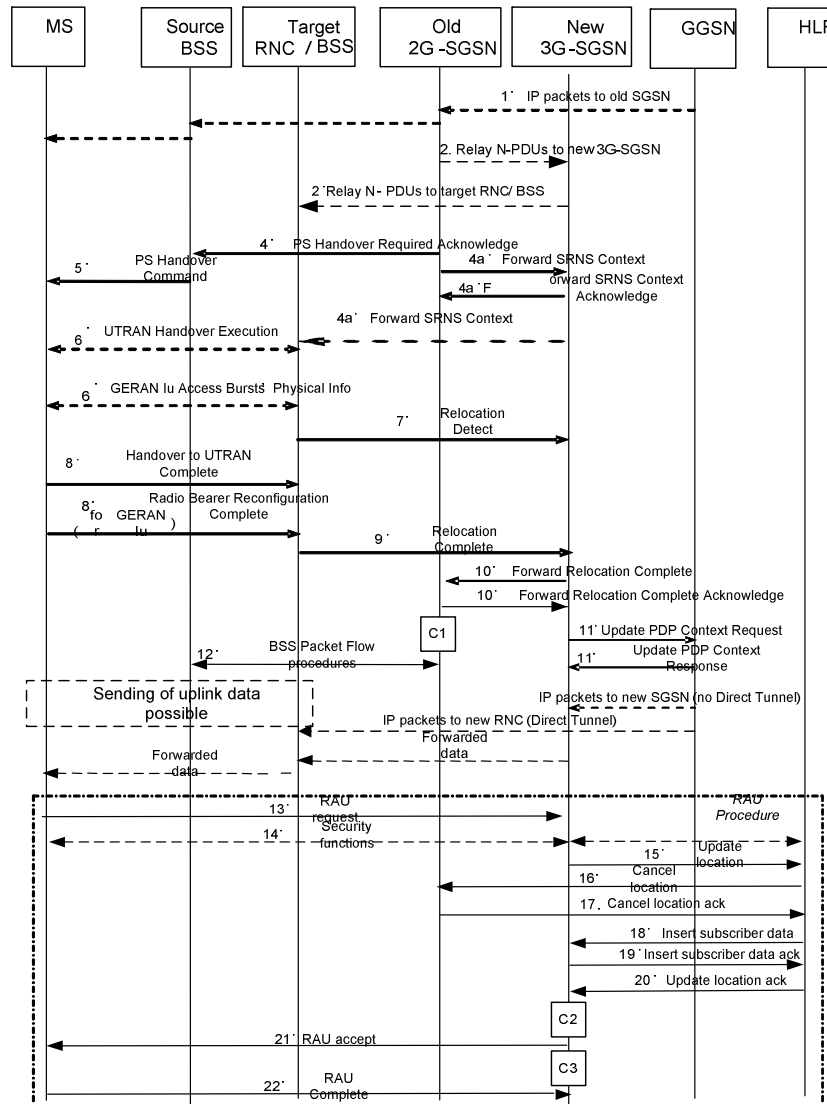 MS
Source
BSS
Target
RNC / BSS
Old
2G -SGSN)
New
3G-SGSN)
GGSN
HLR
1. IP packets to old SGSN
2. Relay N-PDUs to new 3G-SGSN
2. Relay N- PDUs to target RNC/ BSS
4. PS Handover Required Acknowledge
5. PS Handover
Command
4a. Forward SRNS Context
4a. F orward SRNS Context
Acknowledge
4a. Forward SRNS Context
6. UTRAN Handover Execution
6. GERAN Iu Access Bursts' Physical Info
7. Relocation
Detect
8. Handover to UTRAN
Complete
8. Radio Bearer Reconfiguration
Complete
( fo r GERAN Iu )
9. Relocation
Complete
10. Forward Relocation Complete
10. Forward Relocation Complete Acknowledge
C1
11. Update PDP Context Request
12. BSS Packet Flow
procedures
11. Update PDP Context
Response
Sending of uplink data
possible
IP packets to new SGSN (no Direct Tunnel)
IP packets to new RNC (Direct Tunnel)
Forwarded
data
Forwarded
data
13. RAU
request
RAU
Procedure
14. Security
functions
15. Update
location
16. Cancel
location
17. Cancel location ack
18. Insert subscriber data
19. Insert subscriber data ack
20. Update location ack
C2
21. RAU accept
C3
22. RAU
Complete